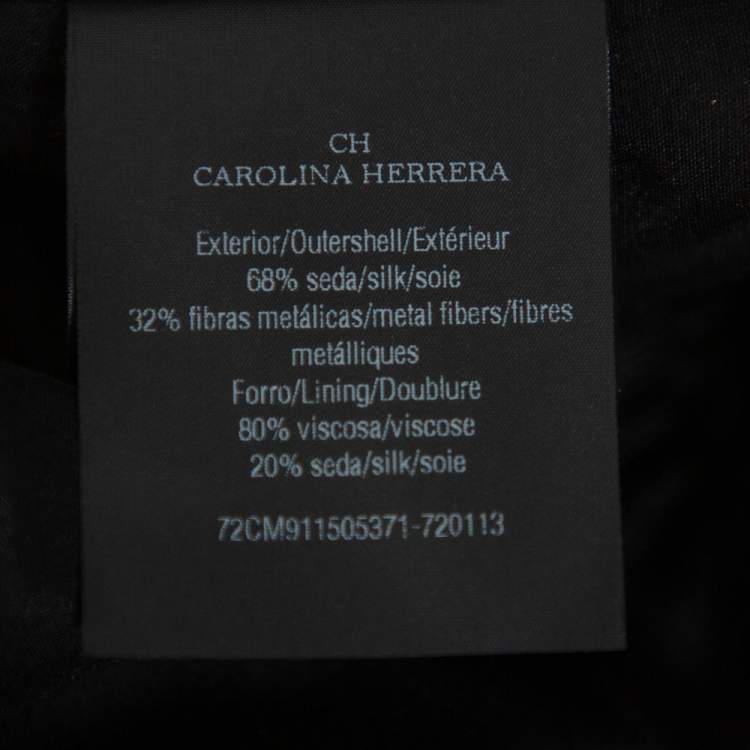 CH
CAROLINA HERRERA
Exterior/Outershell/Extérieur
68% seda/silk/soie
32% fibras metálicas/metal fibers/fibres
metálliques
Forro/Lining/Doublure
80% viscosa/viscose
20% seda/silk/soie
72CM911505371-720113